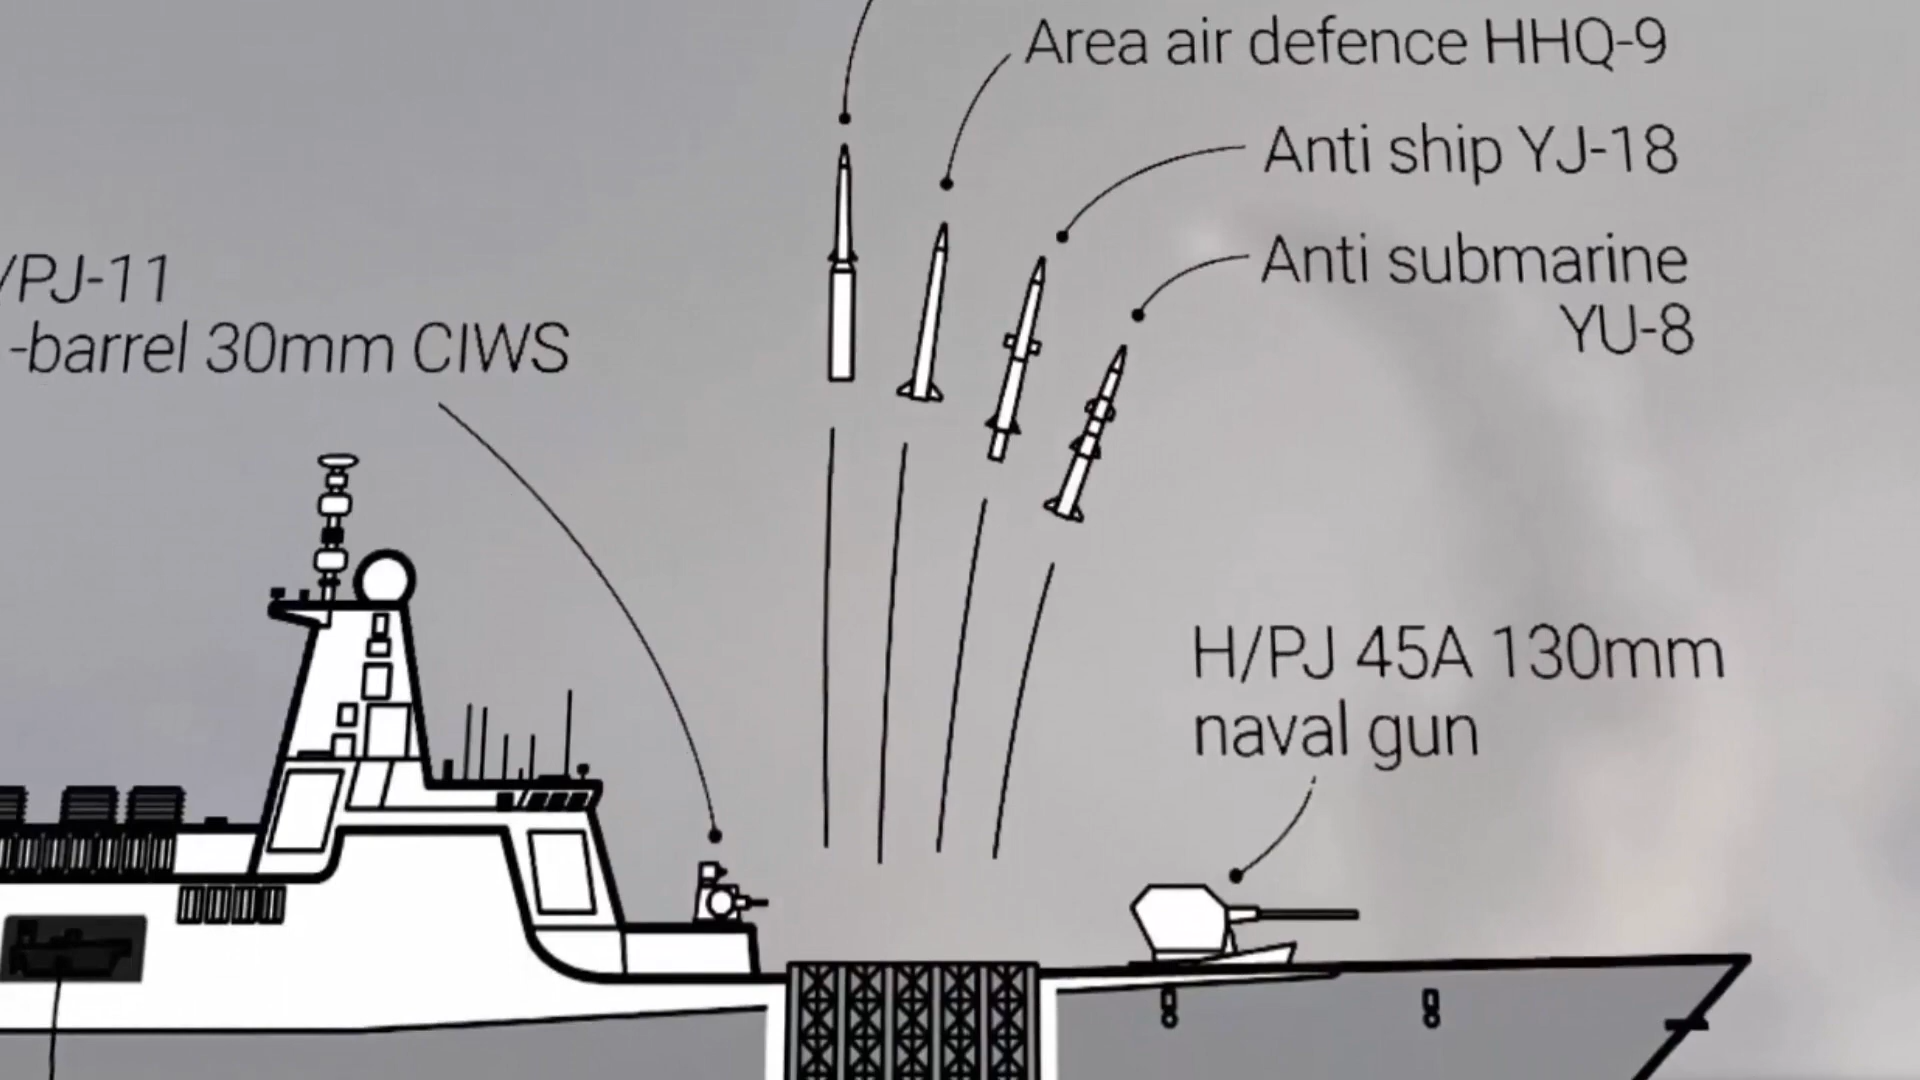 Area air defence HHQ-9
Anti ship YJ-18
Anti submarine
YU-8
/PJ-11
-barrel 30mm CIWS
H/PJ 45A 130mm
naval gun